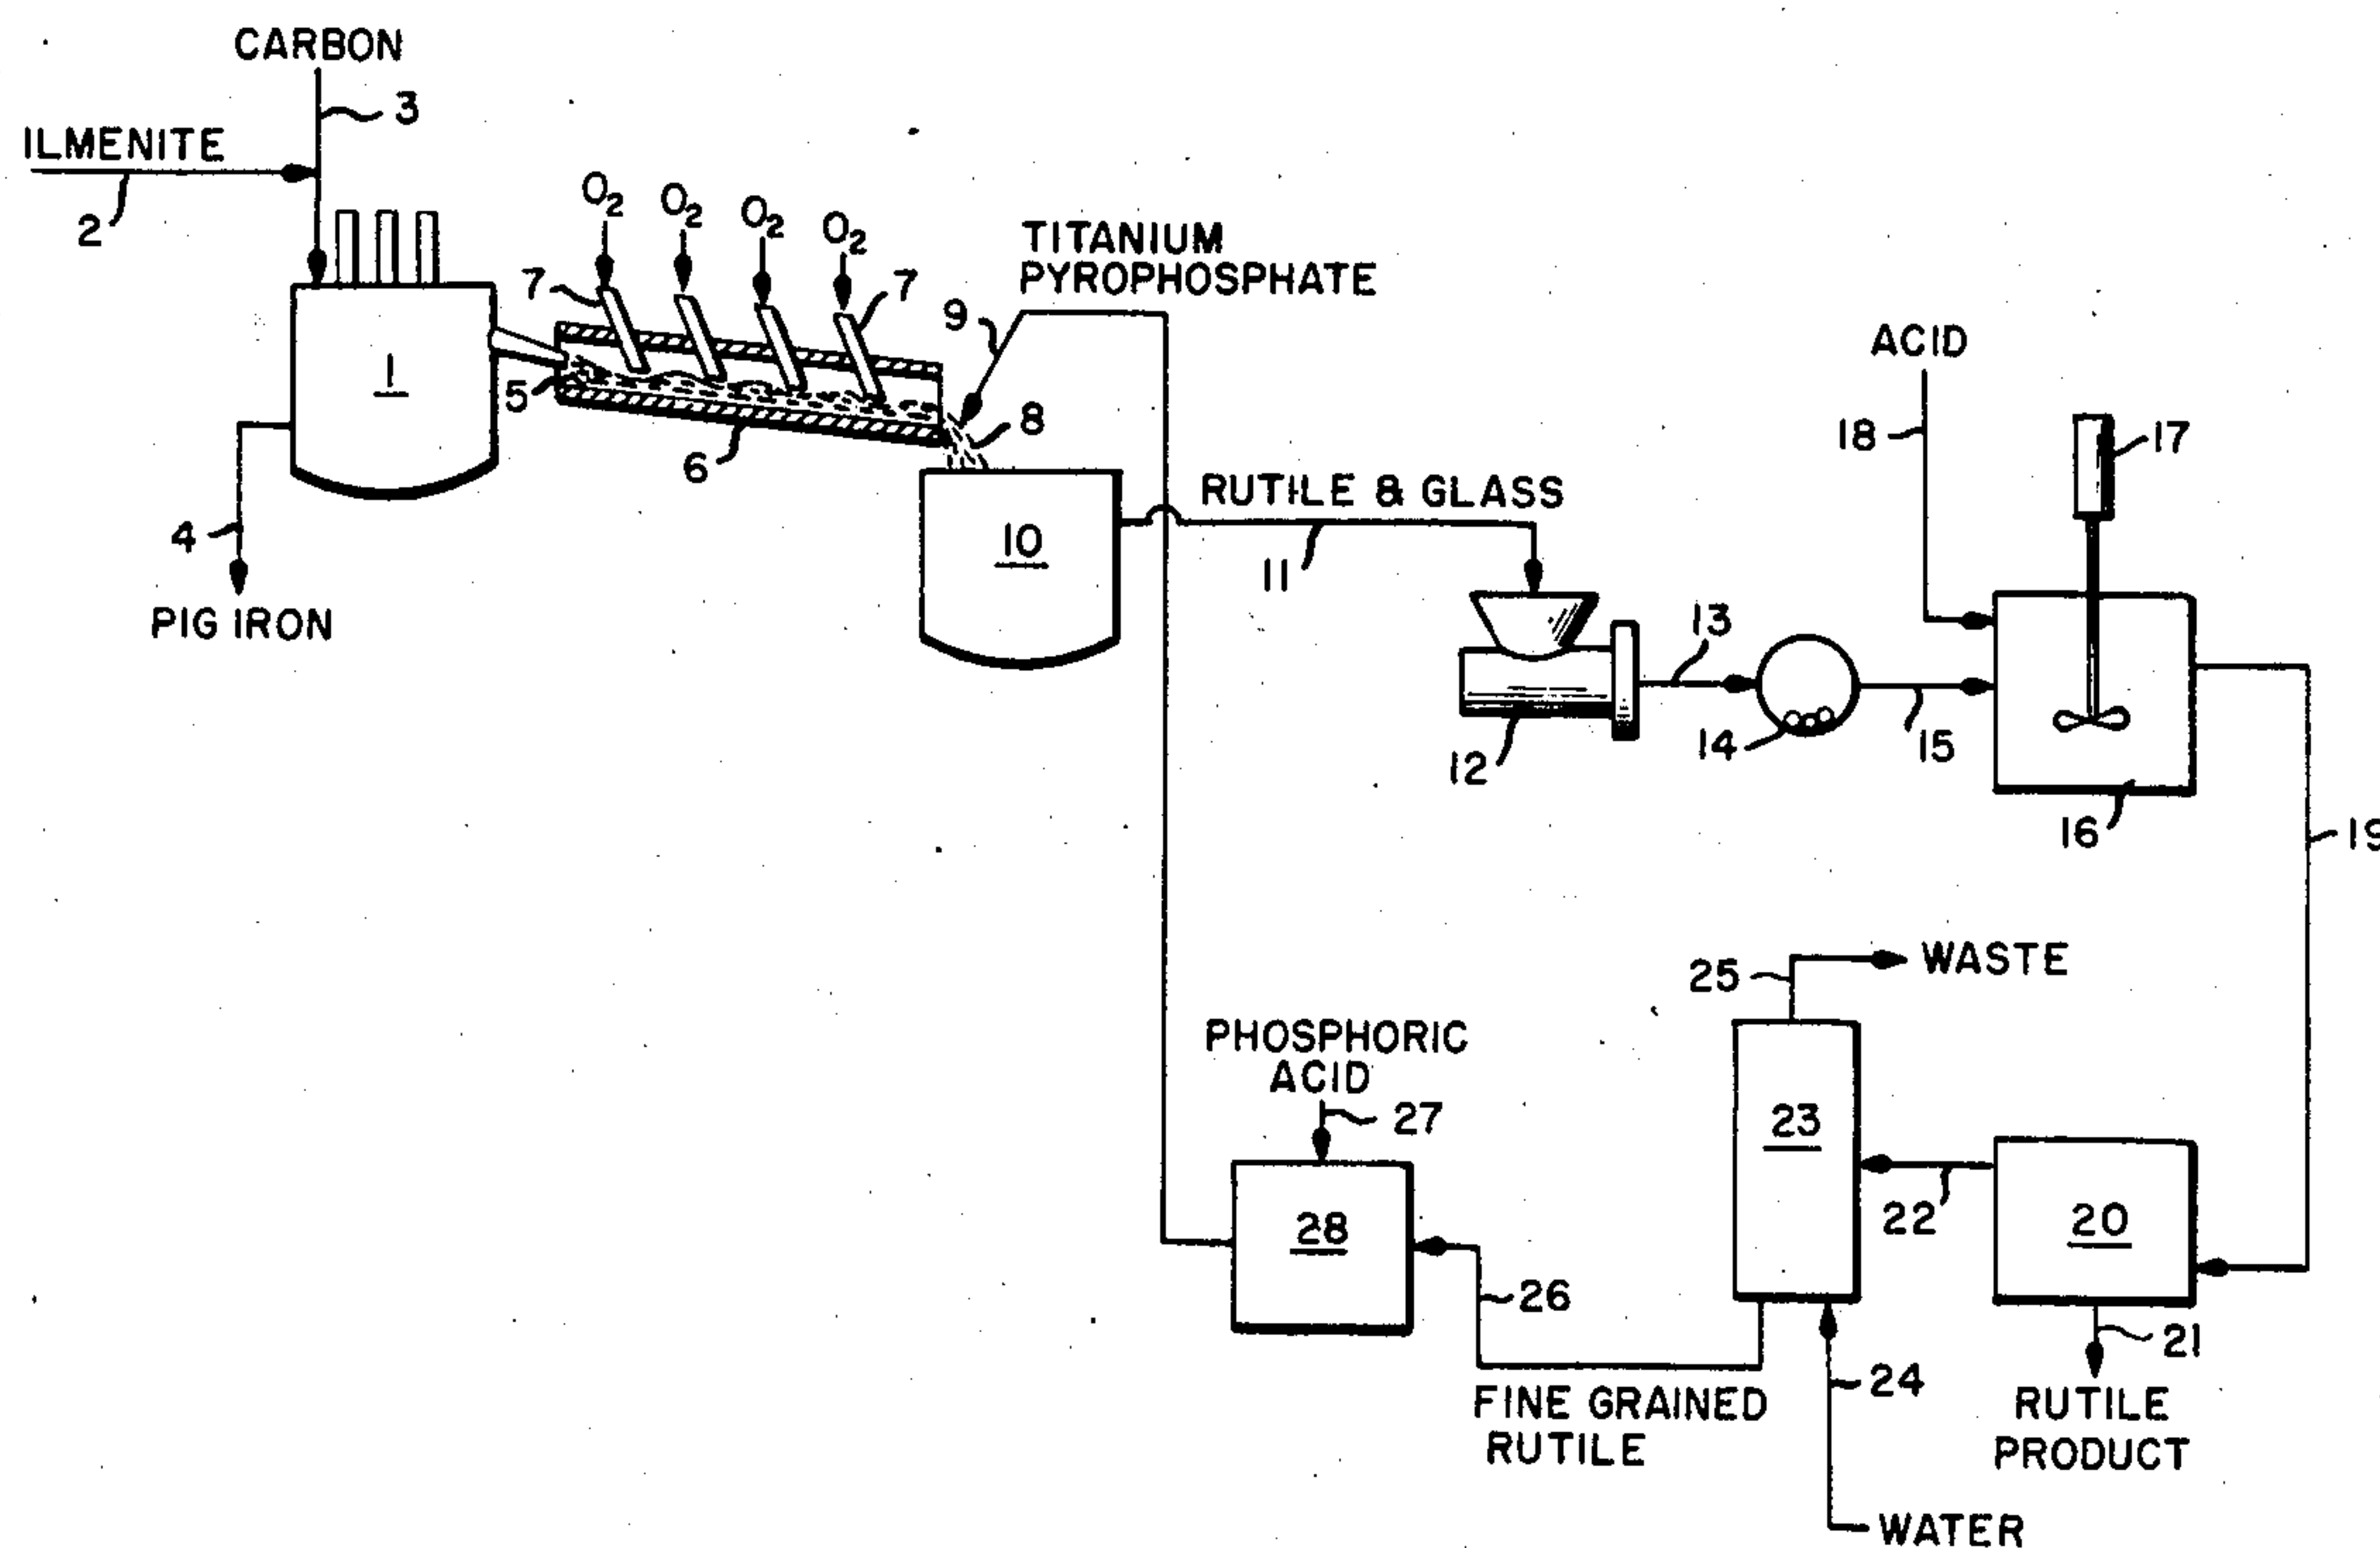 CARBON
3
ILMENITE
2
O2
O2
O2
O2
7
7
TITANIUM
PYROPHOSPHATE
9
1
5
6
8
4
PIG IRON
10
RUTILE & GLASS
11
ACID
18
17
12
13
14
15
16
19
25
WASTE
PHOSPHORIC
ACID
27
23
28
22
20
26
21
24
FINE GRAINED
RUTILE
RUTILE
PRODUCT
WATER